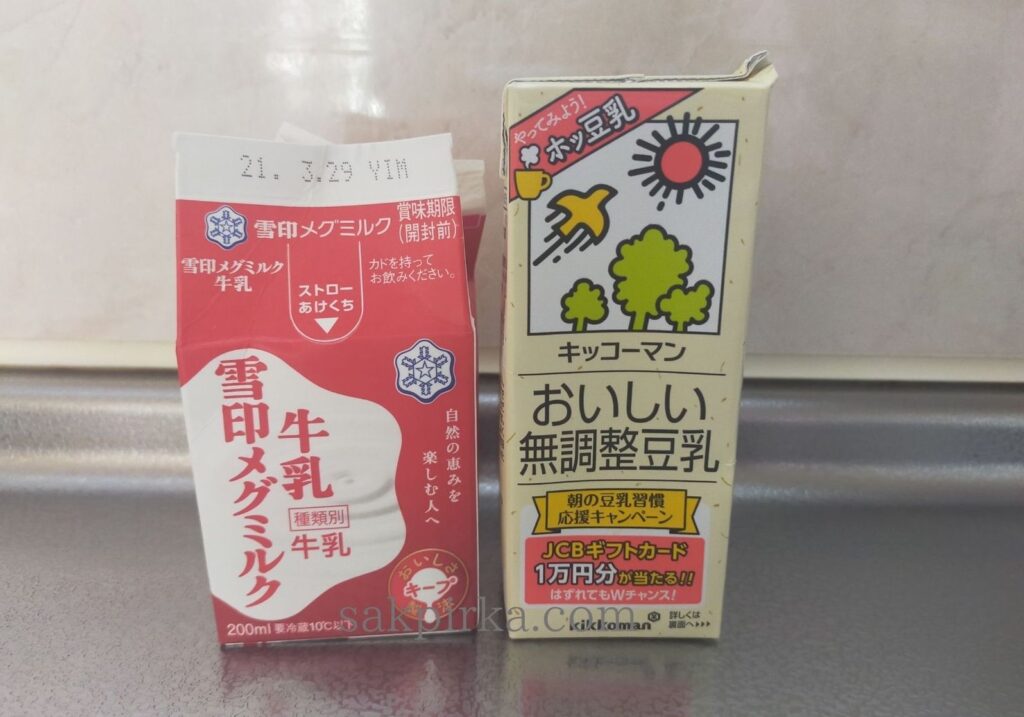 21. 3.29 YIM
雪印メグミルク
賞味期限
(開封前)
雪印メグミルク
牛乳
カドを持って
お飲みください。
ストロー
あけくち
雪印メグミルク
牛乳
種類別
牛乳
自然の恵みを
楽しむ人へ
おいしさ
キープ
200ml 要冷蔵10℃以下
やってみよう!
ホッ豆乳
キッコーマン
おいしい
無調整豆乳
朝の豆乳習慣
応援キャンペーン
JCBギフトカード
1万円分が当たる!!
はずれてもWチャンス!
kikkoman
詳しくは
裏面へ
sakpirka.com